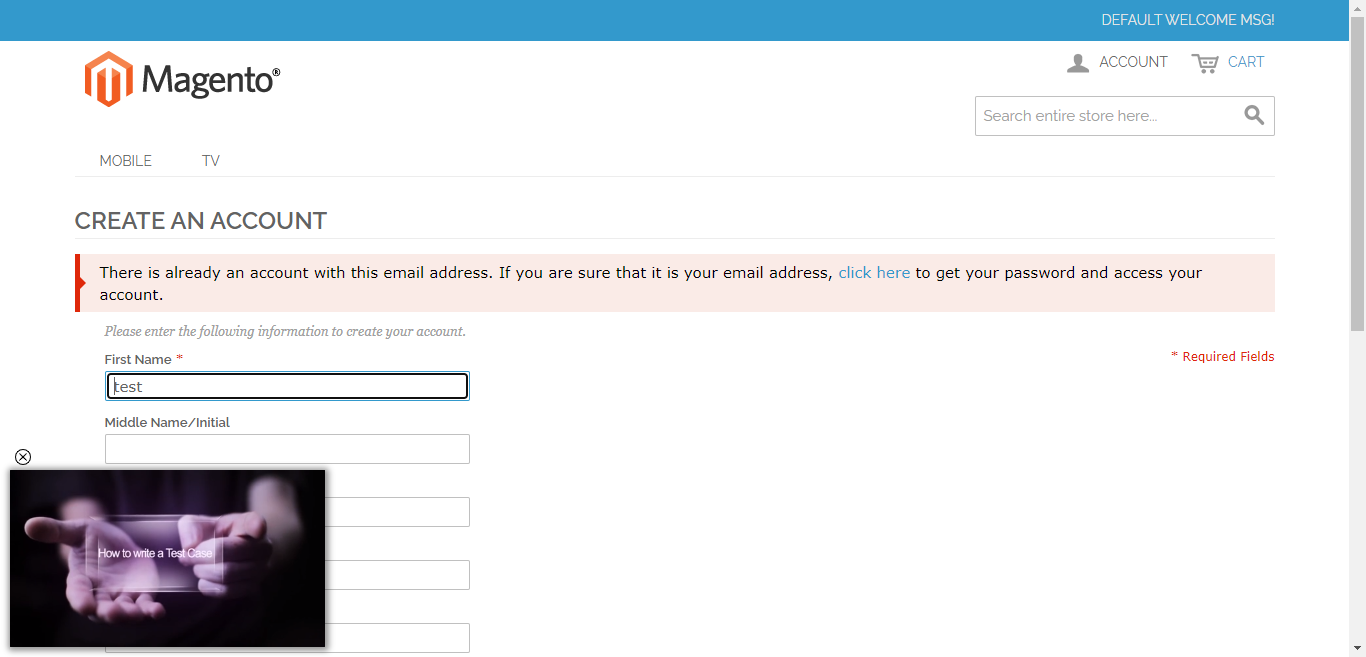 DEFAULT WELCOME MSG!
Magento®
ACCOUNT
CART
Search entire store here...
MOBILE
TV
CREATE AN ACCOUNT
There is already an account with this email address. If you are sure that it is your email address, click here to get your password and access your
account.
Please enter the following information to create your account.
First Name *
* Required Fields
test
Middle Name/Initial
How to write a Test Case